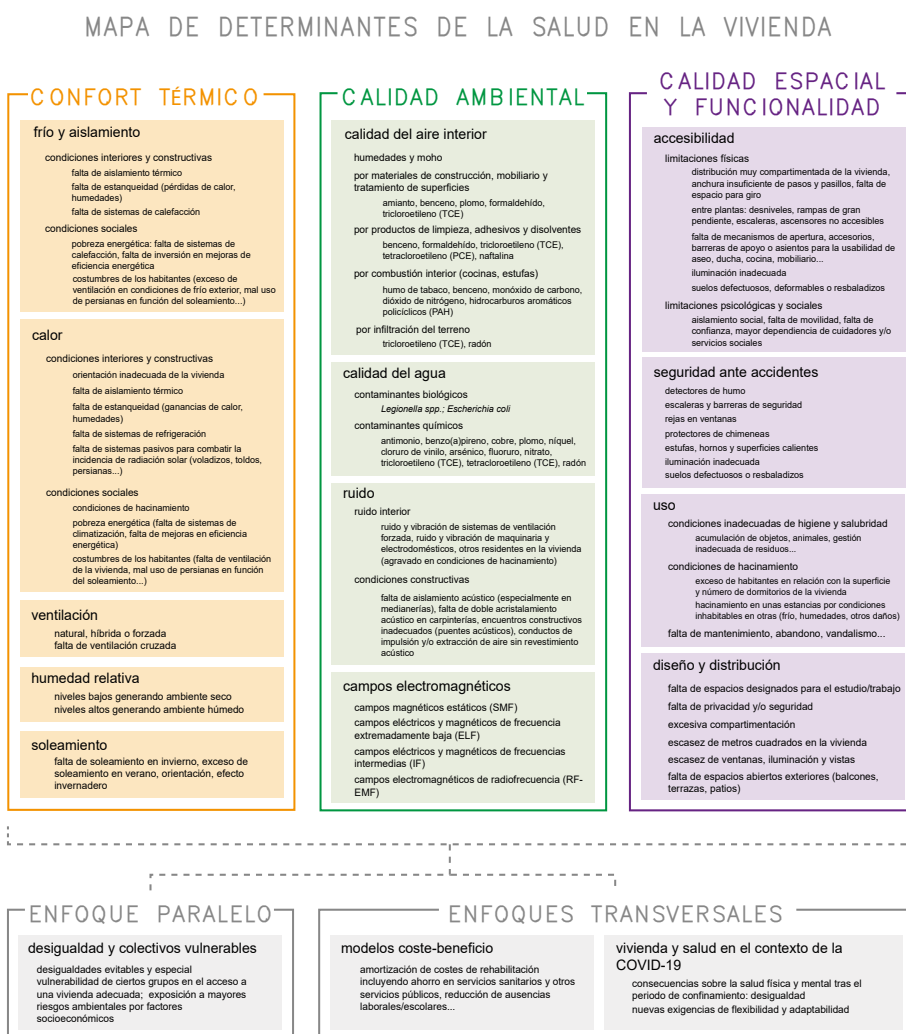 MAPA DE DETERMINANTES DE LA SALUD EN LA VIVIENDA
CONFORT TÉRMICO
frío y aislamiento
condiciones interiores y constructivas
falta de aislamiento térmico
falta de estanqueidad (pérdidas de calor,
humedades)
falta de sistemas de calefacción
condiciones sociales
pobreza energética: falta de sistemas de
calefacción, falta de inversión en mejoras de
eficiencia energética
costumbres de los habitantes (exceso de
ventilación en condiciones de frío exterior, mal uso
de persianas en función del soleamiento...)
calor
condiciones interiores y constructivas
orientación inadecuada de la vivienda
falta de aislamiento térmico
falta de estanqueidad (ganancias de calor,
humedades)
falta de sistemas de refrigeración
falta de sistemas pasivos para combatir la
incidencia de radiación solar (voladizos, toldos,
persianas...)
condiciones sociales
condiciones de hacinamiento
pobreza energética (falta de sistemas de
climatización, falta de mejoras en eficiencia
energética)
costumbres de los habitantes (falta de ventilación
de la vivienda, mal uso de persianas en función
del soleamiento...)
ventilación
natural, híbrida o forzada
falta de ventilación cruzada
humedad relativa
niveles bajos generando ambiente seco
niveles altos generando ambiente húmedo
soleamiento
falta de soleamiento en invierno, exceso de
soleamiento en verano, orientación, efecto
invernadero
CALIDAD AMBIENTAL
calidad del aire interior
humedades y moho
por materiales de construcción, mobiliario y
tratamiento de superficies
amianto, benceno, plomo, formaldehído,
tricloroetileno (TCE)
por productos de limpieza, adhesivos y disolventes
benceno, formaldehído, tricloroetileno (TCE),
tetracloroetileno (PCE), naftalina
por combustión interior (cocinas, estufas)
humo de tabaco, benceno, monóxido de carbono,
dióxido de nitrógeno, hidrocarburos aromáticos
policíclicos (PAH)
por infiltración del terreno
tricloroetileno (TCE), radón
calidad del agua
contaminantes biológicos
Legionella spp.; Escherichia coli
contaminantes químicos
antimonio, benzo(a)pireno, cobre, plomo, níquel,
cloruro de vinilo, arsénico, fluoruro, nitrato,
tricloroetileno (TCE), tetracloroetileno (TCE), radón
ruido
ruido interior
ruido y vibración de sistemas de ventilación
forzada, ruido y vibración de maquinaria y
electrodomésticos, otros residentes en la vivienda
(agravado en condiciones de hacinamiento)
condiciones constructivas
falta de aislamiento acústico (especialmente en
medianerías), falta de doble acristalamiento
acústico en carpinterías, encuentros constructivos
inadecuados (puentes acústicos), conductos de
impulsión y/o extracción de aire sin revestimiento
acústico
campos electromagnéticos
campos magnéticos estáticos (SMF)
campos eléctricos y magnéticos de frecuencia
extremadamente baja (ELF)
campos eléctricos y magnéticos de frecuencias
intermedias (IF)
campos electromagnéticos de radiofrecuencia (RF-
EMF)
CALIDAD ESPACIAL
Y FUNCIONALIDAD
accesibilidad
limitaciones físicas
distribución muy compartimentada de la vivienda,
anchura insuficiente de pasos y pasillos, falta de
espacio para giro
entre plantas: desniveles, rampas de gran
pendiente, escaleras, ascensores no accesibles
falta de mecanismos de apertura, accesorios,
barreras de apoyo o asientos para la usabilidad de
aseo, ducha, cocina, mobiliario...
iluminación inadecuada
suelos defectuosos, deformables o resbaladizos
limitaciones psicológicas y sociales
aislamiento social, falta de movilidad, falta de
confianza, mayor dependencia de cuidadores y/o
servicios sociales
seguridad ante accidentes
detectores de humo
escaleras y barreras de seguridad
rejas en ventanas
protectores de chimeneas
estufas, hornos y superficies calientes
iluminación inadecuada
suelos defectuosos o resbaladizos
uso
condiciones inadecuadas de higiene y salubridad
acumulación de objetos, animales, gestión
inadecuada de residuos...
condiciones de hacinamiento
exceso de habitantes en relación con la superficie
y número de dormitorios de la vivienda
hacinamiento en unas estancias por condiciones
inhabitables en otras (frío, humedades, otros daños)
falta de mantenimiento, abandono, vandalismo...
diseño y distribución
falta de espacios designados para el estudio/trabajo
falta de privacidad y/o seguridad
excesiva compartimentación
escasez de metros cuadrados en la vivienda
escasez de ventanas, iluminación y vistas
falta de espacios abiertos exteriores (balcones,
terrazas, patios)
ENFOQUE PARALELO
desigualdad y colectivos vulnerables
desigualdades evitables y especial
vulnerabilidad de ciertos grupos en el acceso a
una vivienda adecuada; exposición a mayores
riesgos ambientales por factores
socioeconómicos
ENFOQUES TRANSVERSALES
modelos coste-beneficio
amortización de costes de rehabilitación
incluyendo ahorro en servicios sanitarios y otros
servicios públicos, reducción de ausencias
laborales/escolares...
vivienda y salud en el contexto de la
COVID-19
consecuencias sobre la salud física y mental tras el
periodo de confinamiento: desigualdad
nuevas exigencias de flexibilidad y adaptabilidad